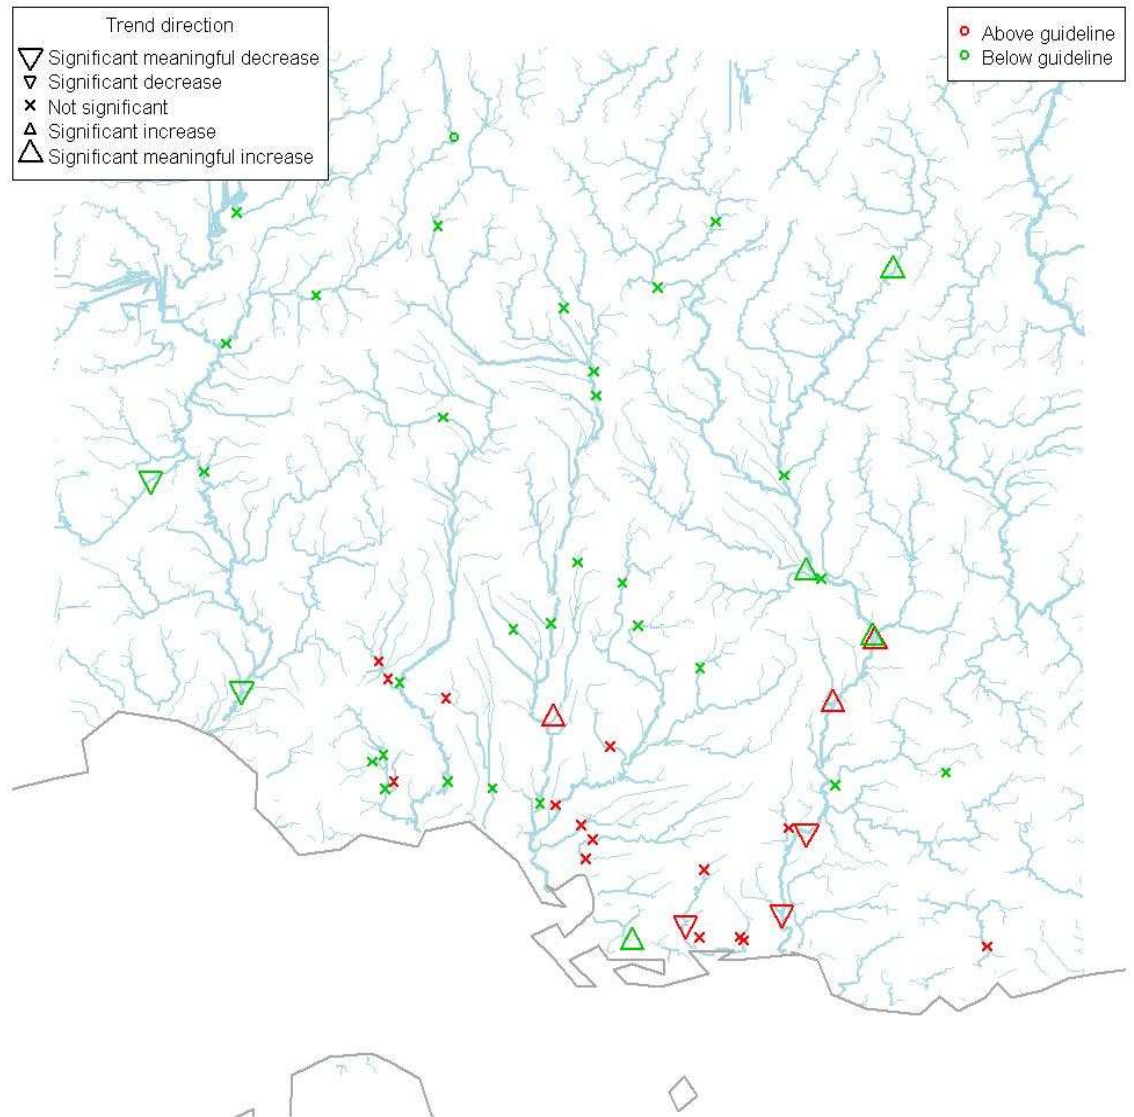 Trend direction
Significant meaningful decrease
Significant decrease
Not significant
Significant increase
Significant meaningful increase
Above guideline
Below guideline